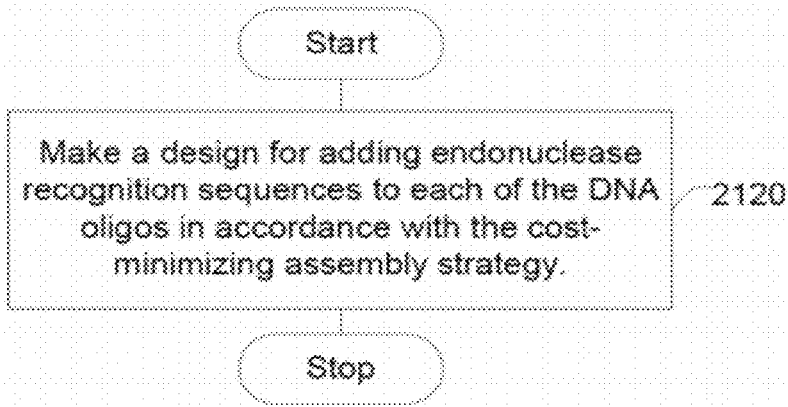 Start
Make a design for adding endonuclease
recognition sequences to each of the DNA
oligos in accordance with the cost-
minimizing assembly strategy.
2120
Stop